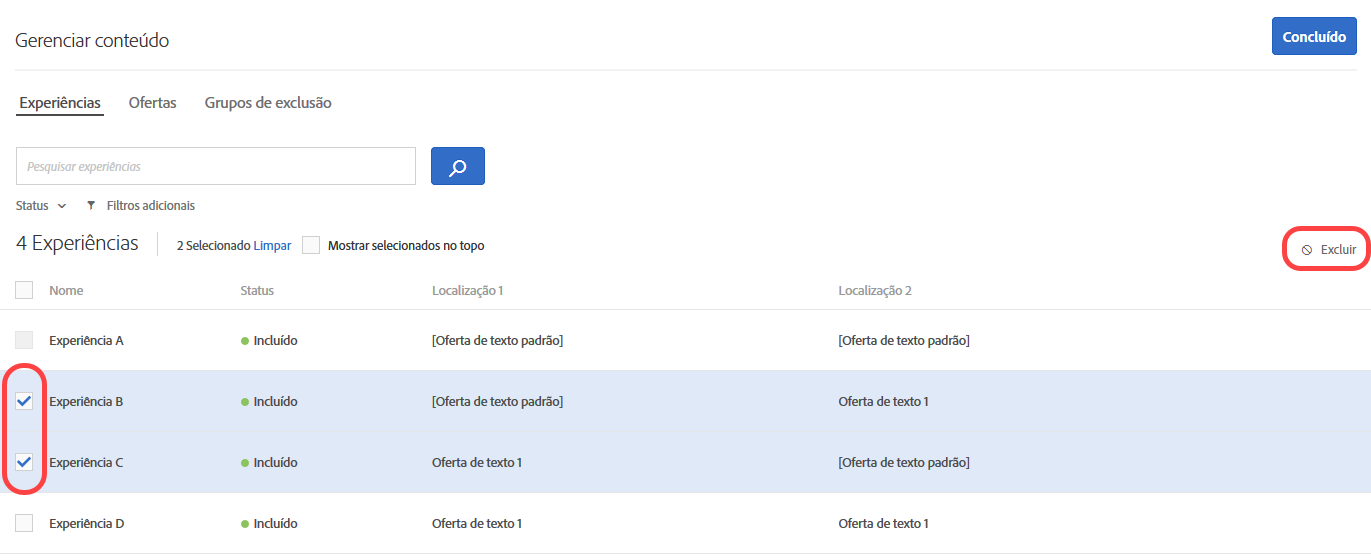 Gerenciar conteúdo
Concluído
Experiências Ofertas Grupos de exclusão
Pesquisar experiências
Status Filtros adicionais
4 Experiências 2 Selecionado Limpar Mostrar selecionados no topo Excluir
Nome Status Localização 1 Localização 2
Experiência A Incluído [Oferta de texto padrão] [Oferta de texto padrão]
Experiência B Incluído [Oferta de texto padrão] Oferta de texto 1
Experiência C Incluído Oferta de texto 1 [Oferta de texto padrão]
Experiência D Incluído Oferta de texto 1 Oferta de texto 1